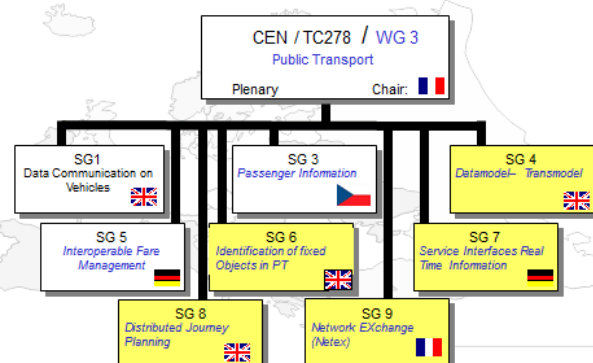 CEN / TC278 / WG 3
Public Transport
Plenary Chair:
SG1
Data Communication on
Vehicles
SG 3
Passenger Information
SG 4
Datamodel– Transmodel
SG 5
Interoperable Fare
Management
SG 6
Identification of fixed
Objects in PT
SG 7
Service Interfaces Real
Time Information
SG 8
Distributed Journey
Planning
SG 9
Network EXchange
(Netex)